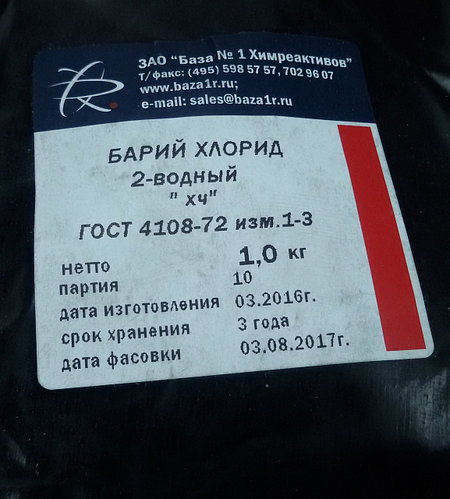 ЗАО "База № 1 Химреактивов"
т/факс: (495) 598 57 57, 702 96 07
www.baza1r.ru;
e-mail: sales@baza1r.ru
БАРИЙ ХЛОРИД
2-водный
" хч"
ГОСТ 4108-72 изм.1-3
нетто 1,0 кг
партия 10
дата изготовления 03.2016г.
срок хранения 3 года
дата фасовки 03.08.2017г.